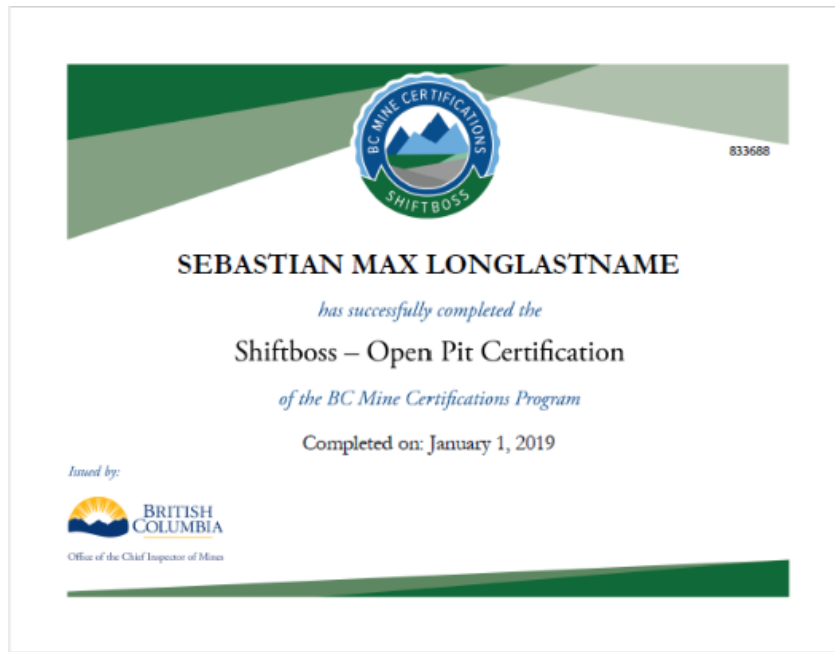 BC MINE CERTIFICATIONS
SHIFTBOSS
833688
SEBASTIAN MAX LONGLASTNAME
has successfully completed the
Shiftboss – Open Pit Certification
of the BC Mine Certifications Program
Completed on: January 1, 2019
Issued by:
BRITISH
COLUMBIA
Office of the Chief Inspector of Mines